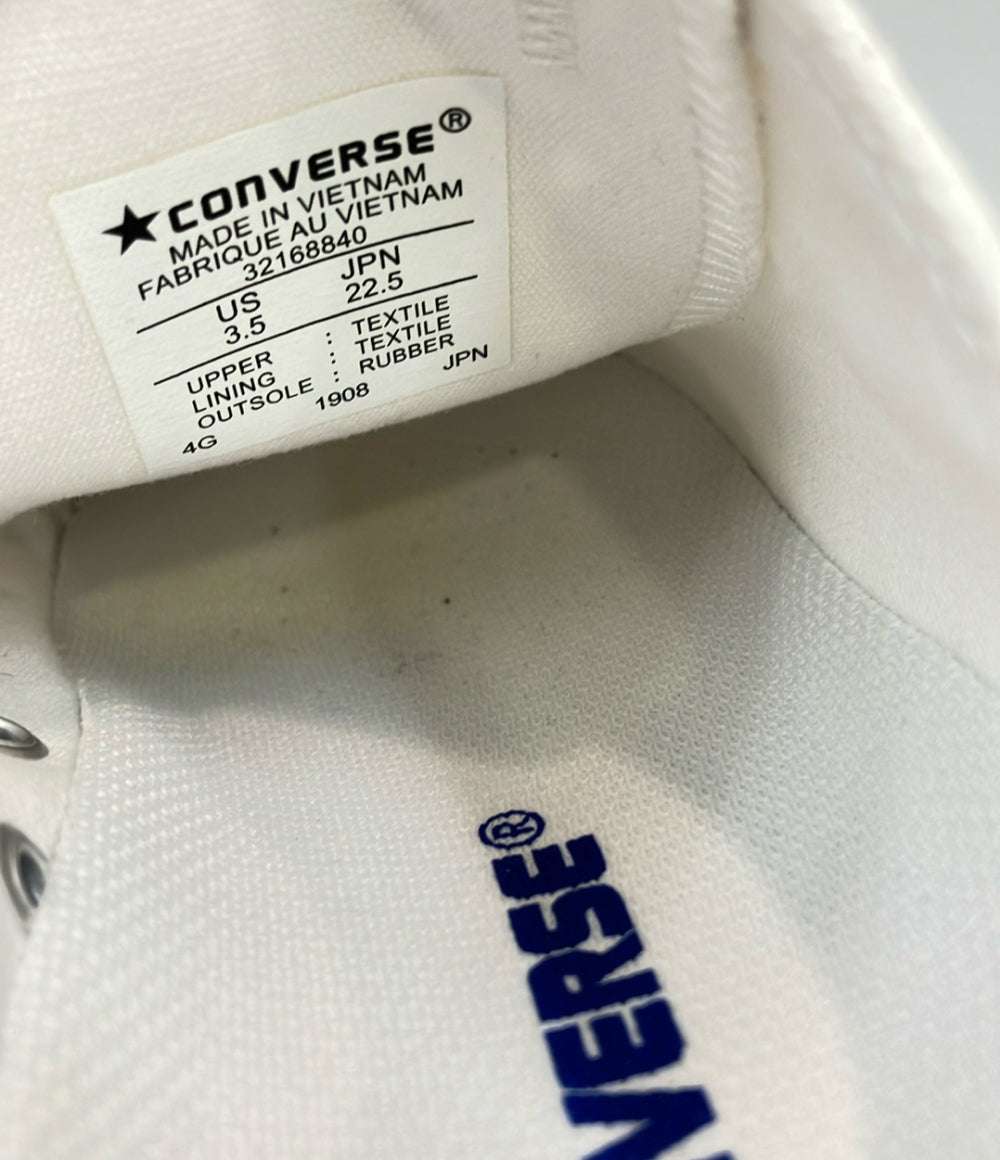 ★CONVERSE®
MADE IN VIETNAM
FABRIQUE AU VIETNAM
32168840
US JPN
3.5 22.5
UPPER : TEXTILE
LINING : TEXTILE
OUTSOLE : RUBBER
4G 1908 JPN
VERSE®